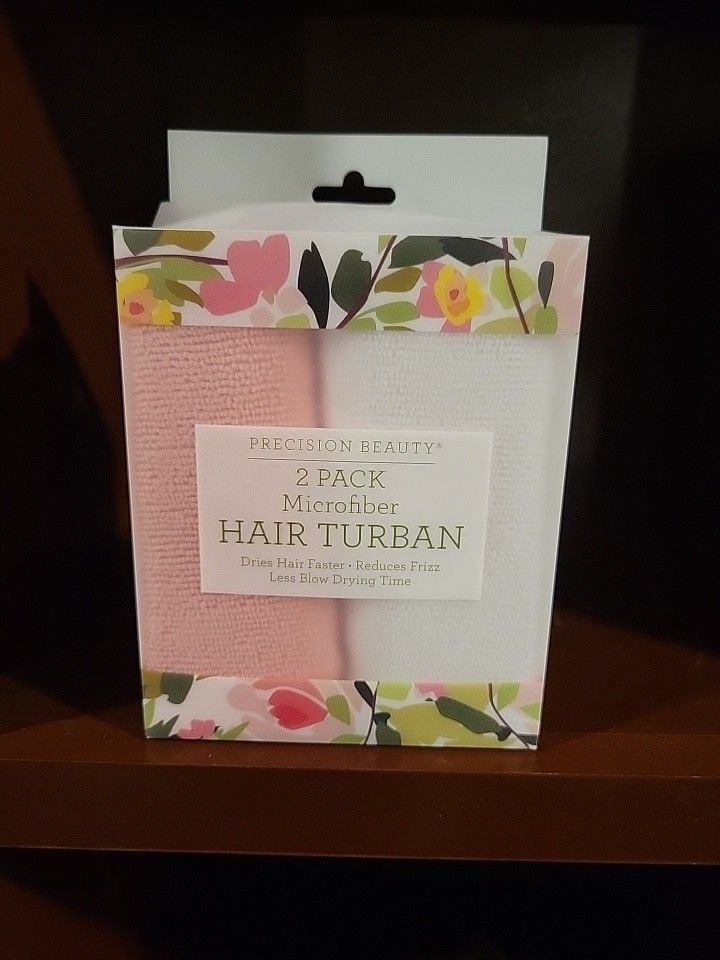 PRECISION BEAUTY®
2 PACK
Microfiber
HAIR TURBAN
Dries Hair Faster • Reduces Frizz
Less Blow Drying Time